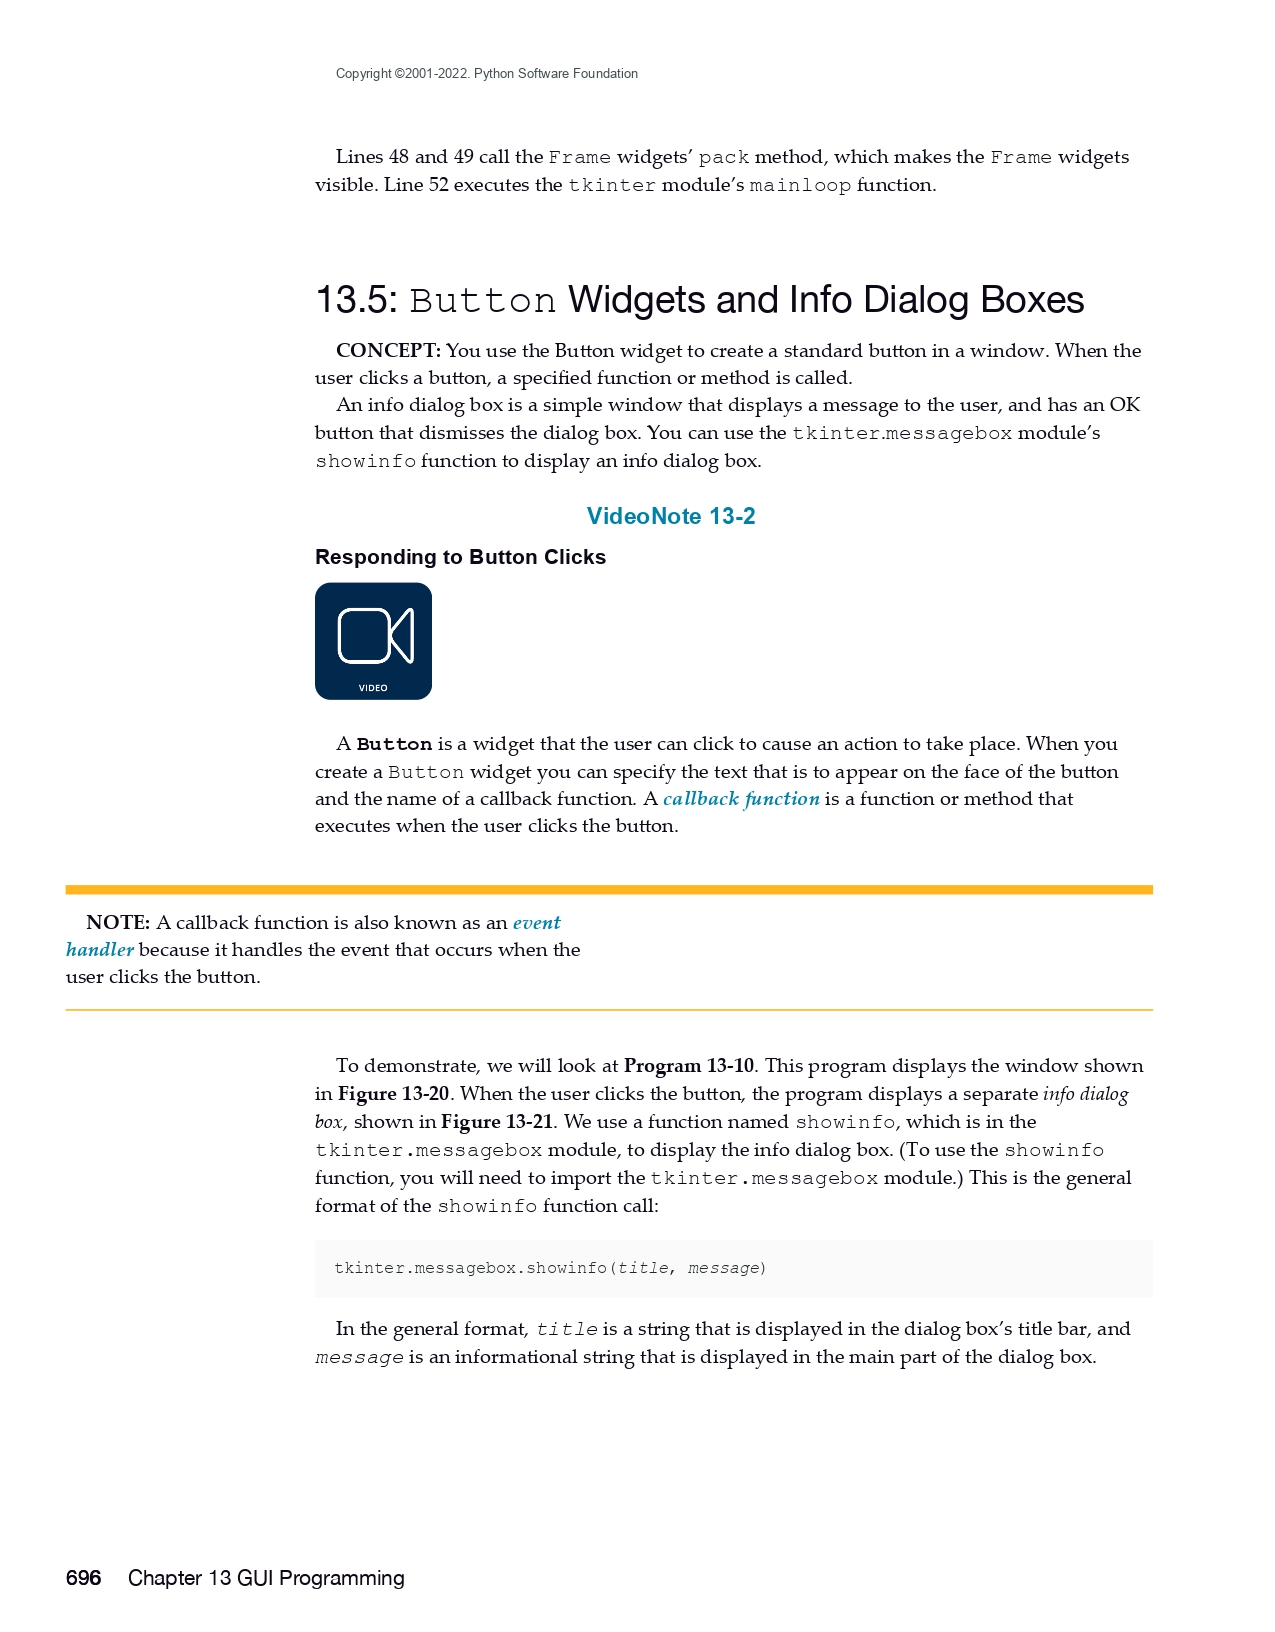 Copyright ©2001-2022. Python Software Foundation
Lines 48 and 49 call the Frame widgets’ pack method, which makes the Frame widgets
visible. Line 52 executes the tkinter module’s mainloop function.
13.5: Button Widgets and Info Dialog Boxes
CONCEPT: You use the Button widget to create a standard button in a window. When the
user clicks a button, a specified function or method is called.
An info dialog box is a simple window that displays a message to the user, and has an OK
button that dismisses the dialog box. You can use the tkinter.messagebox module’s
showinfo function to display an info dialog box.
VideoNote 13-2
Responding to Button Clicks
VIDEO
A Button is a widget that the user can click to cause an action to take place. When you
create a Button widget you can specify the text that is to appear on the face of the button
and the name of a callback function. A callback function is a function or method that
executes when the user clicks the button.
NOTE: A callback function is also known as an event
handler because it handles the event that occurs when the
user clicks the button.
To demonstrate, we will look at Program 13-10. This program displays the window shown
in Figure 13-20. When the user clicks the button, the program displays a separate info dialog
box, shown in Figure 13-21. We use a function named showinfo, which is in the
tkinter.messagebox module, to display the info dialog box. (To use the showinfo
function, you will need to import the tkinter.messagebox module.) This is the general
format of the showinfo function call:
tkinter.messagebox.showinfo(title, message)
In the general format, title is a string that is displayed in the dialog box’s title bar, and
message is an informational string that is displayed in the main part of the dialog box.
696 Chapter 13 GUI Programming